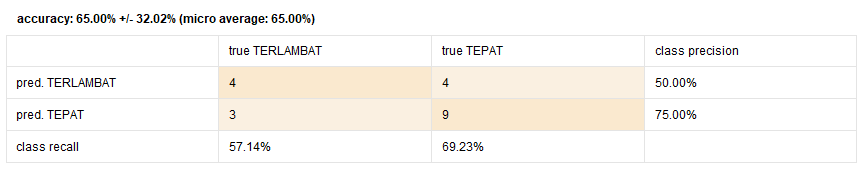 accuracy: 65.00% +/- 32.02% (micro average: 65.00%)
true TERLAMBAT true TEPAT class precision
pred. TERLAMBAT 4 4 50.00%
pred. TEPAT 3 9 75.00%
class recall 57.14% 69.23%